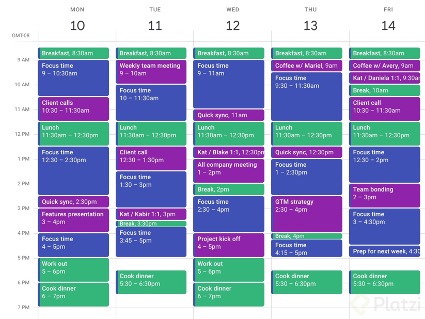 MON
10
TUE
11
WED
12
THU
13
FRI
14
GMT-08
9 AM
10 AM
11 AM
12 PM
1 PM
2 PM
3 PM
4 PM
5 PM
6 PM
7 PM
Breakfast, 8:30am
Focus time
9 – 10:30am
Client calls
10:30 – 11:30am
Lunch
11:30am – 12:30pm
Focus time
12:30 – 2:30pm
Quick sync, 2:30pm
Features presentation
3 – 4pm
Focus time
4 – 5pm
Work out
5 – 6pm
Cook dinner
6 – 7pm
Breakfast, 8:30am
Weekly team meeting
9 – 10am
Focus time
10 – 11:30am
Lunch
11:30am – 12:30pm
Client call
12:30 – 1:30pm
Focus time
1:30 – 3pm
Kat / Kabir 1:1, 3pm
Break, 3:30pm
Focus time
3:45 – 5pm
Cook dinner
5:30 – 6:30pm
Breakfast, 8:30am
Focus time
9 – 11am
Quick sync, 11am
Lunch
11:30am – 12:30pm
Kat / Blake 1:1, 12:30pm
All company meeting
1 – 2pm
Break, 2pm
Focus time
2:30 – 4pm
Project kick off
4 – 5pm
Work out
5 – 6pm
Cook dinner
6 – 7pm
Breakfast, 8:30am
Coffee w/ Mariel, 9am
Focus time
9:30 – 11:30am
Lunch
11:30am – 12:30pm
Quick sync, 12:30pm
Focus time
1 – 2:30pm
GTM strategy
2:30 – 4pm
Break, 4pm
Focus time
4:15 – 5pm
Cook dinner
5:30 – 6:30pm
Breakfast, 8:30am
Coffee w/ Avery, 9am
Kat / Daniela 1:1, 9:30a
Break, 10am
Client calls
10:30 – 11:30am
Lunch
11:30am – 12:30pm
Focus time
12:30 – 2pm
Team bonding
2 – 3pm
Focus time
3 – 4:30pm
Prep for next week, 4:30
Cook dinner
5:30 – 6:30pm
Platzi